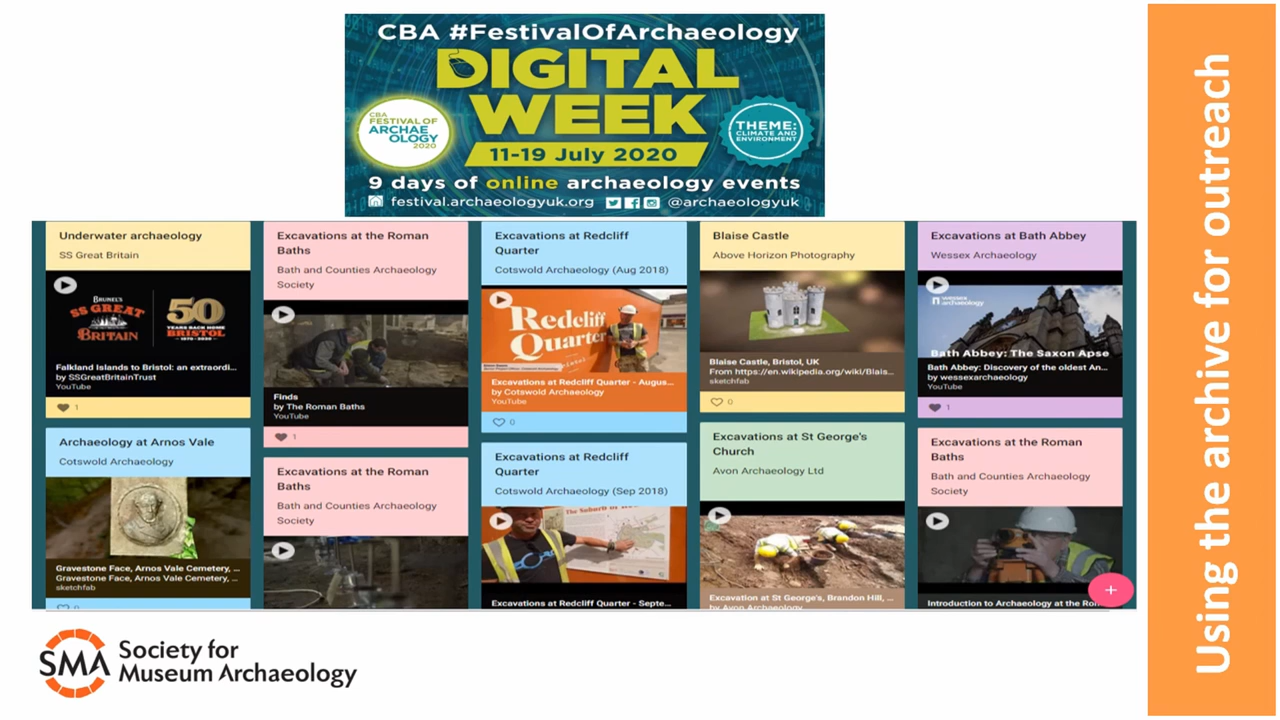 CBA #FestivalOfArchaeology
DIGITAL
WEEK
CBA
FESTIVAL OF
ARCHAE
OLOGY
2020
THEME:
CLIMATE AND
ENVIRONMENT
11-19 July 2020
9 days of online archaeology events
festival.archaeologyuk.org @archaeologyuk
Underwater archaeology
SS Great Britain
BRUNEL'S
SS GREAT
BRITAIN
50
YEARS BACK HOME
BRISTOL
1970-2020
Falkland Islands to Bristol: an extraordi...
by SSGreatBritainTrust
YouTube
1
Archaeology at Arnos Vale
Cotswold Archaeology
Gravestone Face, Arnos Vale Cemetery, ...
Gravestone Face, Arnos Vale Cemetery, ...
sketchfab
0
Excavations at the Roman
Baths
Bath and Counties Archaeology
Society
Finds
by The Roman Baths
YouTube
1
Excavations at the Roman
Baths
Bath and Counties Archaeology
Society
Excavations at Redcliff
Quarter
Cotswold Archaeology (Aug 2018)
Redcliff
Quarter
Excavations at Redcliff Quarter - Augus...
by Cotswold Archaeology
YouTube
0
Excavations at Redcliff
Quarter
Cotswold Archaeology (Sep 2018)
Excavations at Redcliff Quarter - Septe...
Blaise Castle
Above Horizon Photography
Blaise Castle, Bristol, UK
From https://en.wikipedia.org/wiki/Blais...
sketchfab
0
Excavations at St George's
Church
Avon Archaeology Ltd
Excavation at St George's, Brandon Hill, ...
by Avon Archaeology
Excavations at Bath Abbey
Wessex Archaeology
wessex
archaeology
Bath Abbey: The Saxon Apse
Bath Abbey: Discovery of the oldest An...
by wessexarchaeology
YouTube
1
Excavations at the Roman
Baths
Bath and Counties Archaeology
Society
Introduction to Archaeology at the Rom...
+
Using the archive for outreach
SMA
Society for
Museum Archaeology